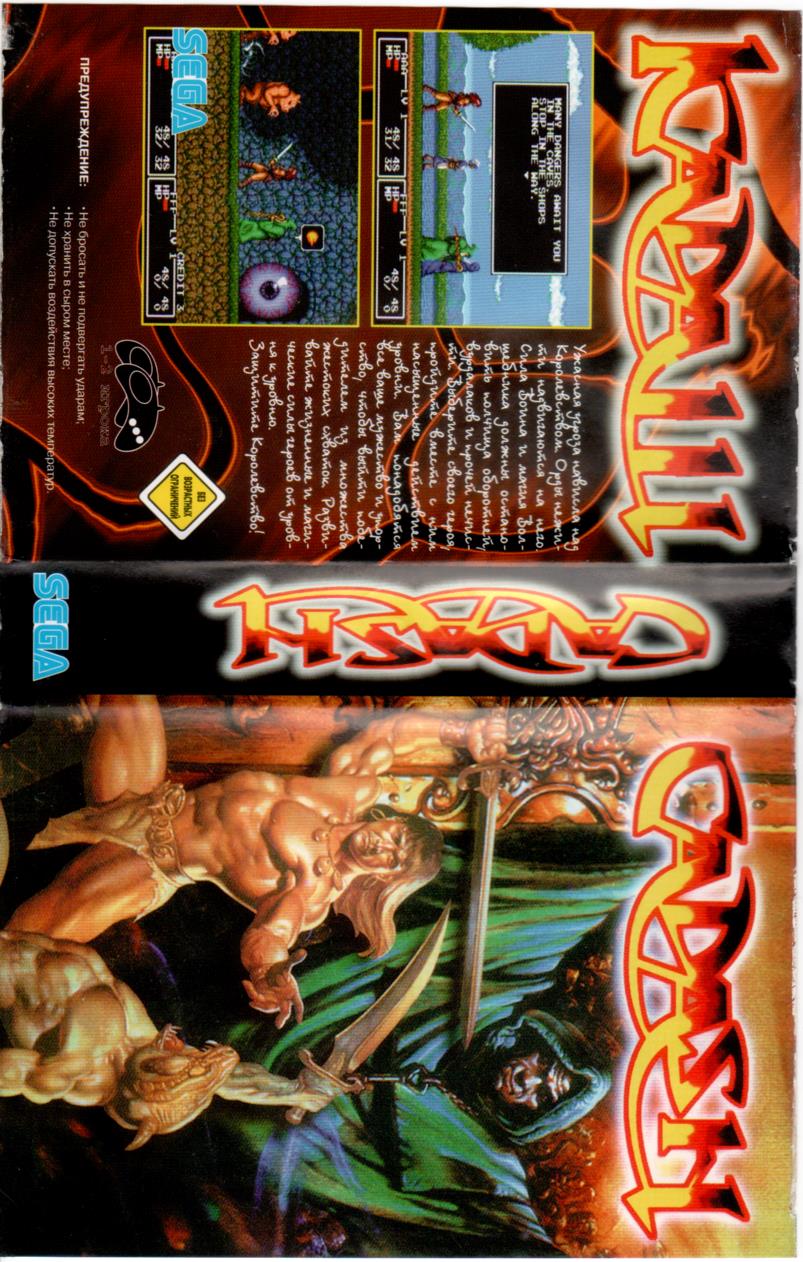 КАДАШ
MANY DANGERS AWAIT YOU
IN THE CAVES.
STOP IN THE SHOPS
ALONG THE WAY.
AAA LV 1
HP 48/ 48
MP 31/ 32
FFF LV 1
HP 48/ 48
MP 0/ 0
Ужасная угроза нависла над
Королевством. Орды нежи-
ти надвигаются на него.
Сила Воина и магия Вол-
шебника должны остано-
вить полчища оборотней,
вурдалаков и прочей нечис-
ти. Выберите своего героя,
пройдите вместе с ним
насыщенные действием
уровни. Вам понадобятся
все ваше мужество и упор-
ство, чтобы выйти побе-
дителем из множества
жестоких схваток. Разви-
вайте жизненные и маги-
ческие силы героев от уров-
ня к уровню.
Защитите Королевство!
SEGA
CREDIT 3
HP 48/ 48
MP 32/ 32
FFF LV 1
HP 48/ 48
MP 0/ 0
БЕЗ
ВОЗРАСТНЫХ
ОГРАНИЧЕНИЙ
1-2 игрока
ПРЕДУПРЕЖДЕНИЕ:
•Не бросать и не подвергать ударам;
•Не хранить в сыром месте;
•Не допускать воздействия высоких температур.
CADASH
SEGA
CADASH